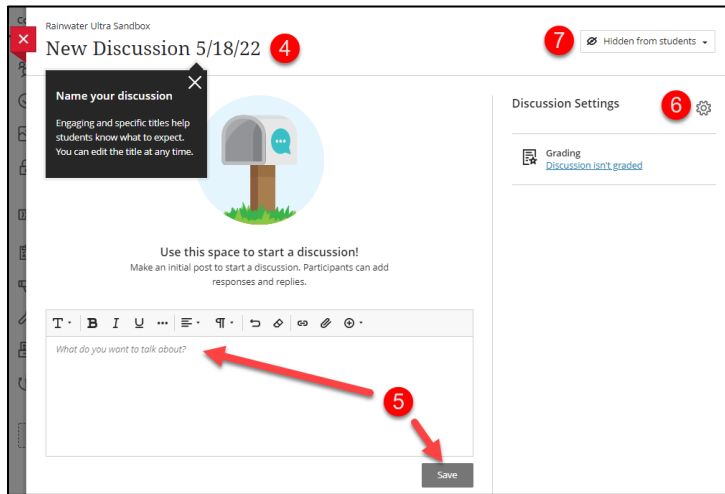 Rainwater Ultra Sandbox
New Discussion 5/18/22
4
7
Hidden from students
Name your discussion
Engaging and specific titles help
students know what to expect.
You can edit the title at any time.
Discussion Settings
6
Grading
Discussion isn't graded
Use this space to start a discussion!
Make an initial post to start a discussion. Participants can add
responses and replies.
T B I U
What do you want to talk about?
5
Save